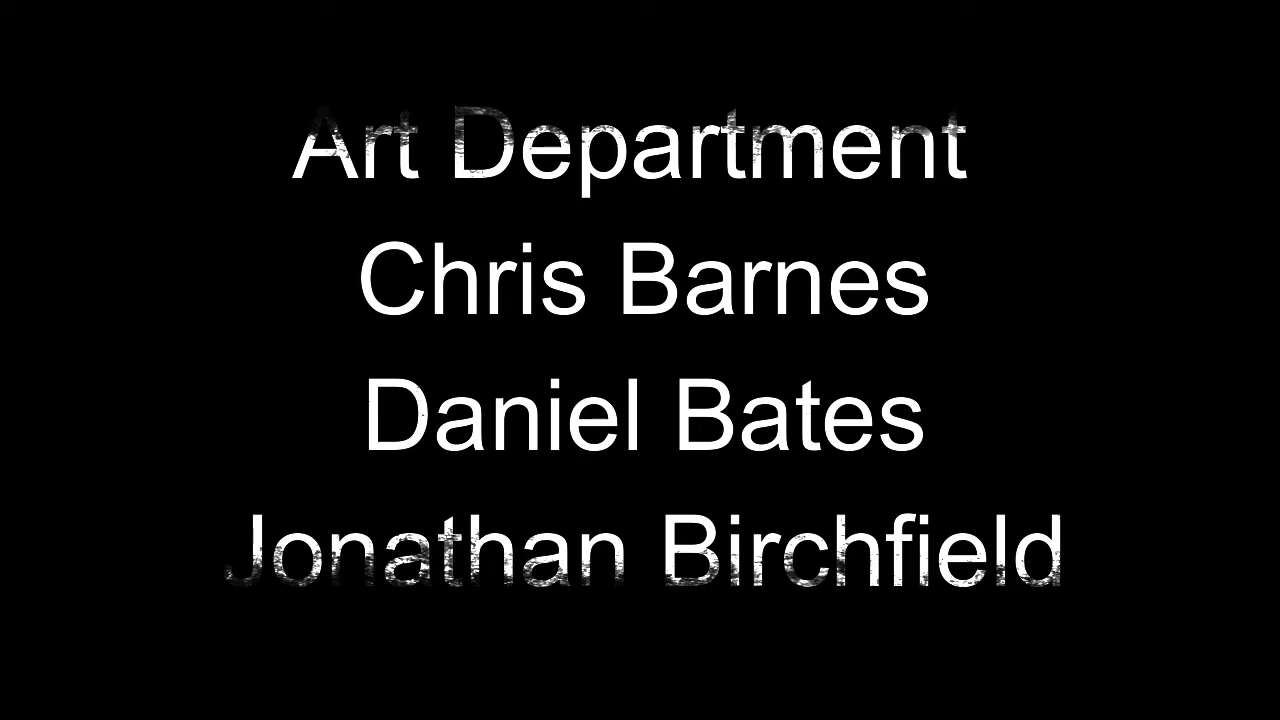 Art Department
Chris Barnes
Daniel Bates
Jonathan Birchfield